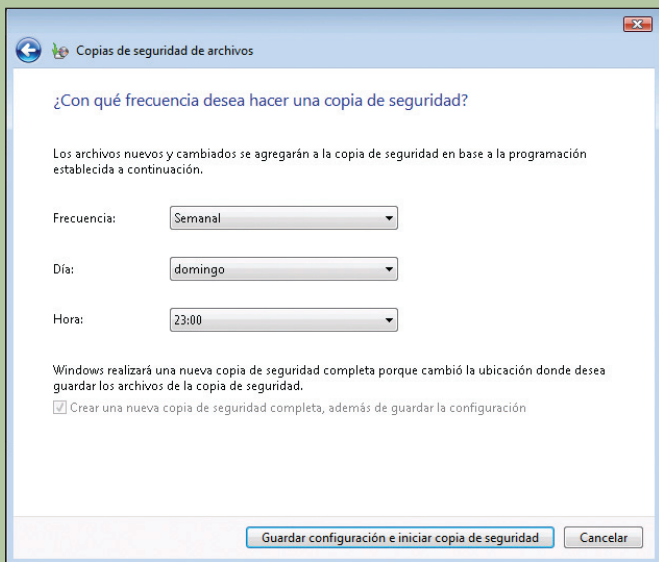 Copias de seguridad de archivos
¿Con qué frecuencia desea hacer una copia de seguridad?
Los archivos nuevos y cambiados se agregarán a la copia de seguridad en base a la programación
establecida a continuación.
Frecuencia: Semanal
Día: domingo
Hora: 23:00
Windows realizará una nueva copia de seguridad completa porque cambió la ubicación donde desea
guardar los archivos de la copia de seguridad.
Crear una nueva copia de seguridad completa, además de guardar la configuración
Guardar configuración e iniciar copia de seguridad Cancelar